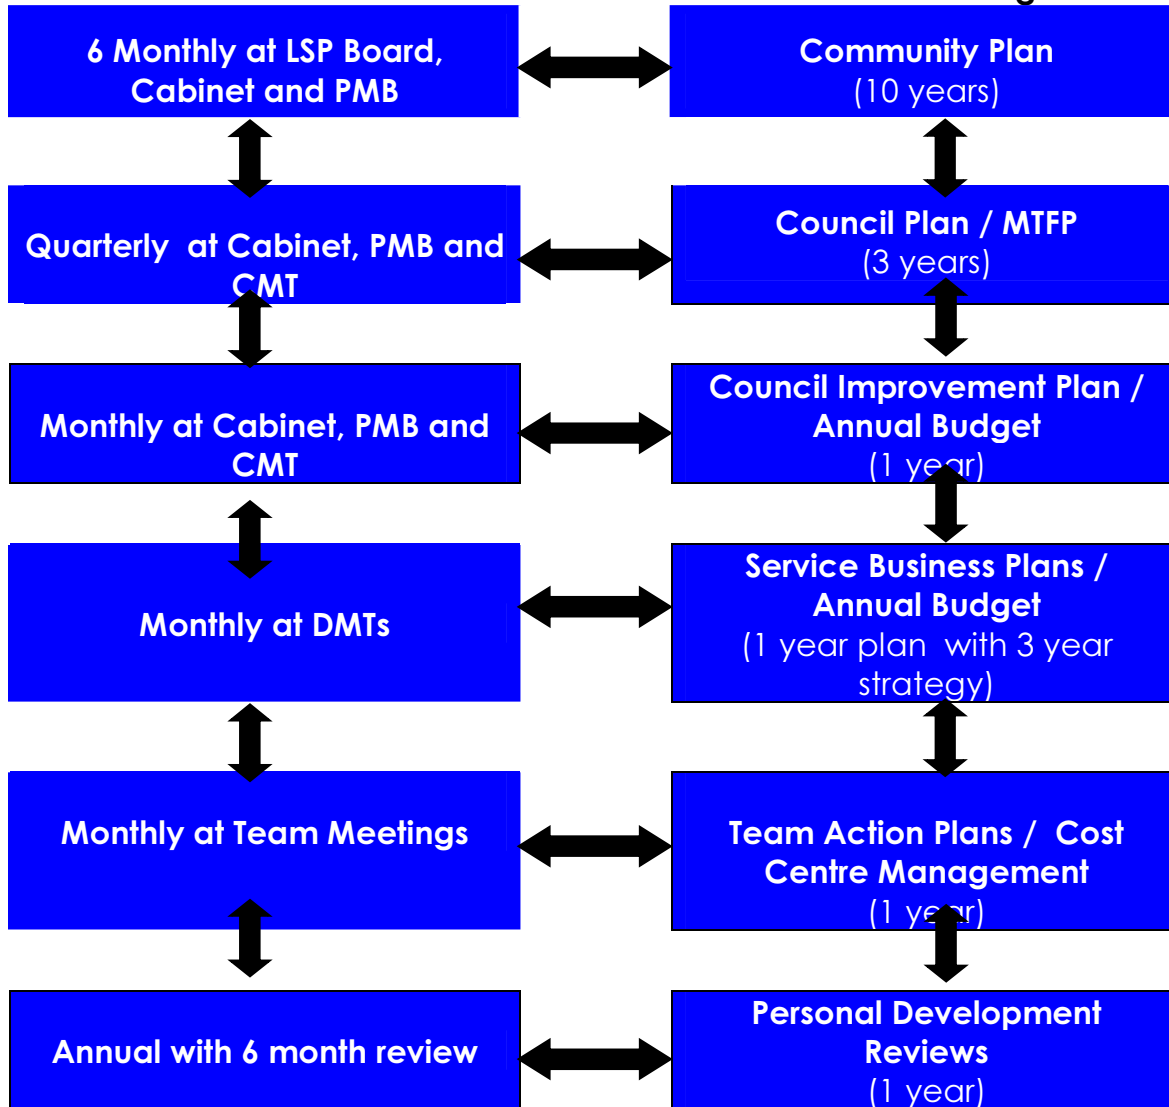 6 Monthly at LSP Board,
Cabinet and PMB
Community Plan
(10 years)
Quarterly at Cabinet, PMB and
CMT
Council Plan / MTFP
(3 years)
Monthly at Cabinet, PMB and
CMT
Council Improvement Plan /
Annual Budget
(1 year)
Monthly at DMTs
Service Business Plans /
Annual Budget
(1 year plan with 3 year
strategy)
Monthly at Team Meetings
Team Action Plans / Cost
Centre Management
(1 year)
Annual with 6 month review
Personal Development
Reviews
(1 year)